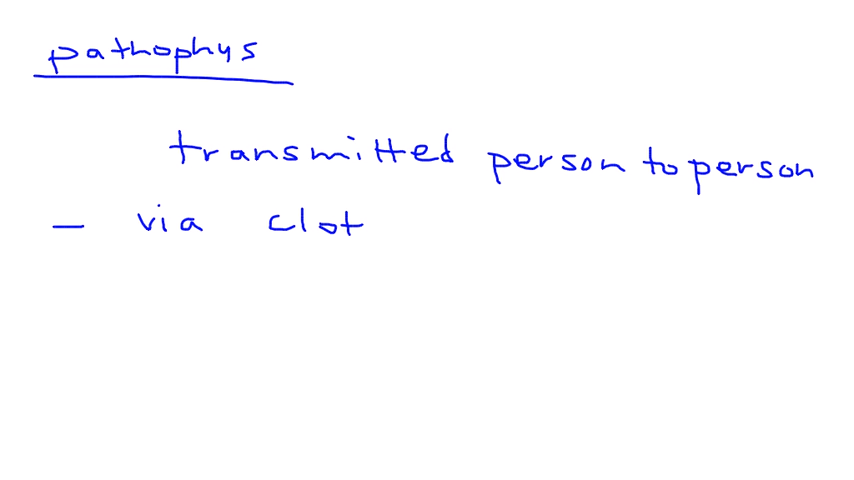 pathophys
transmitted person to person
- via clot